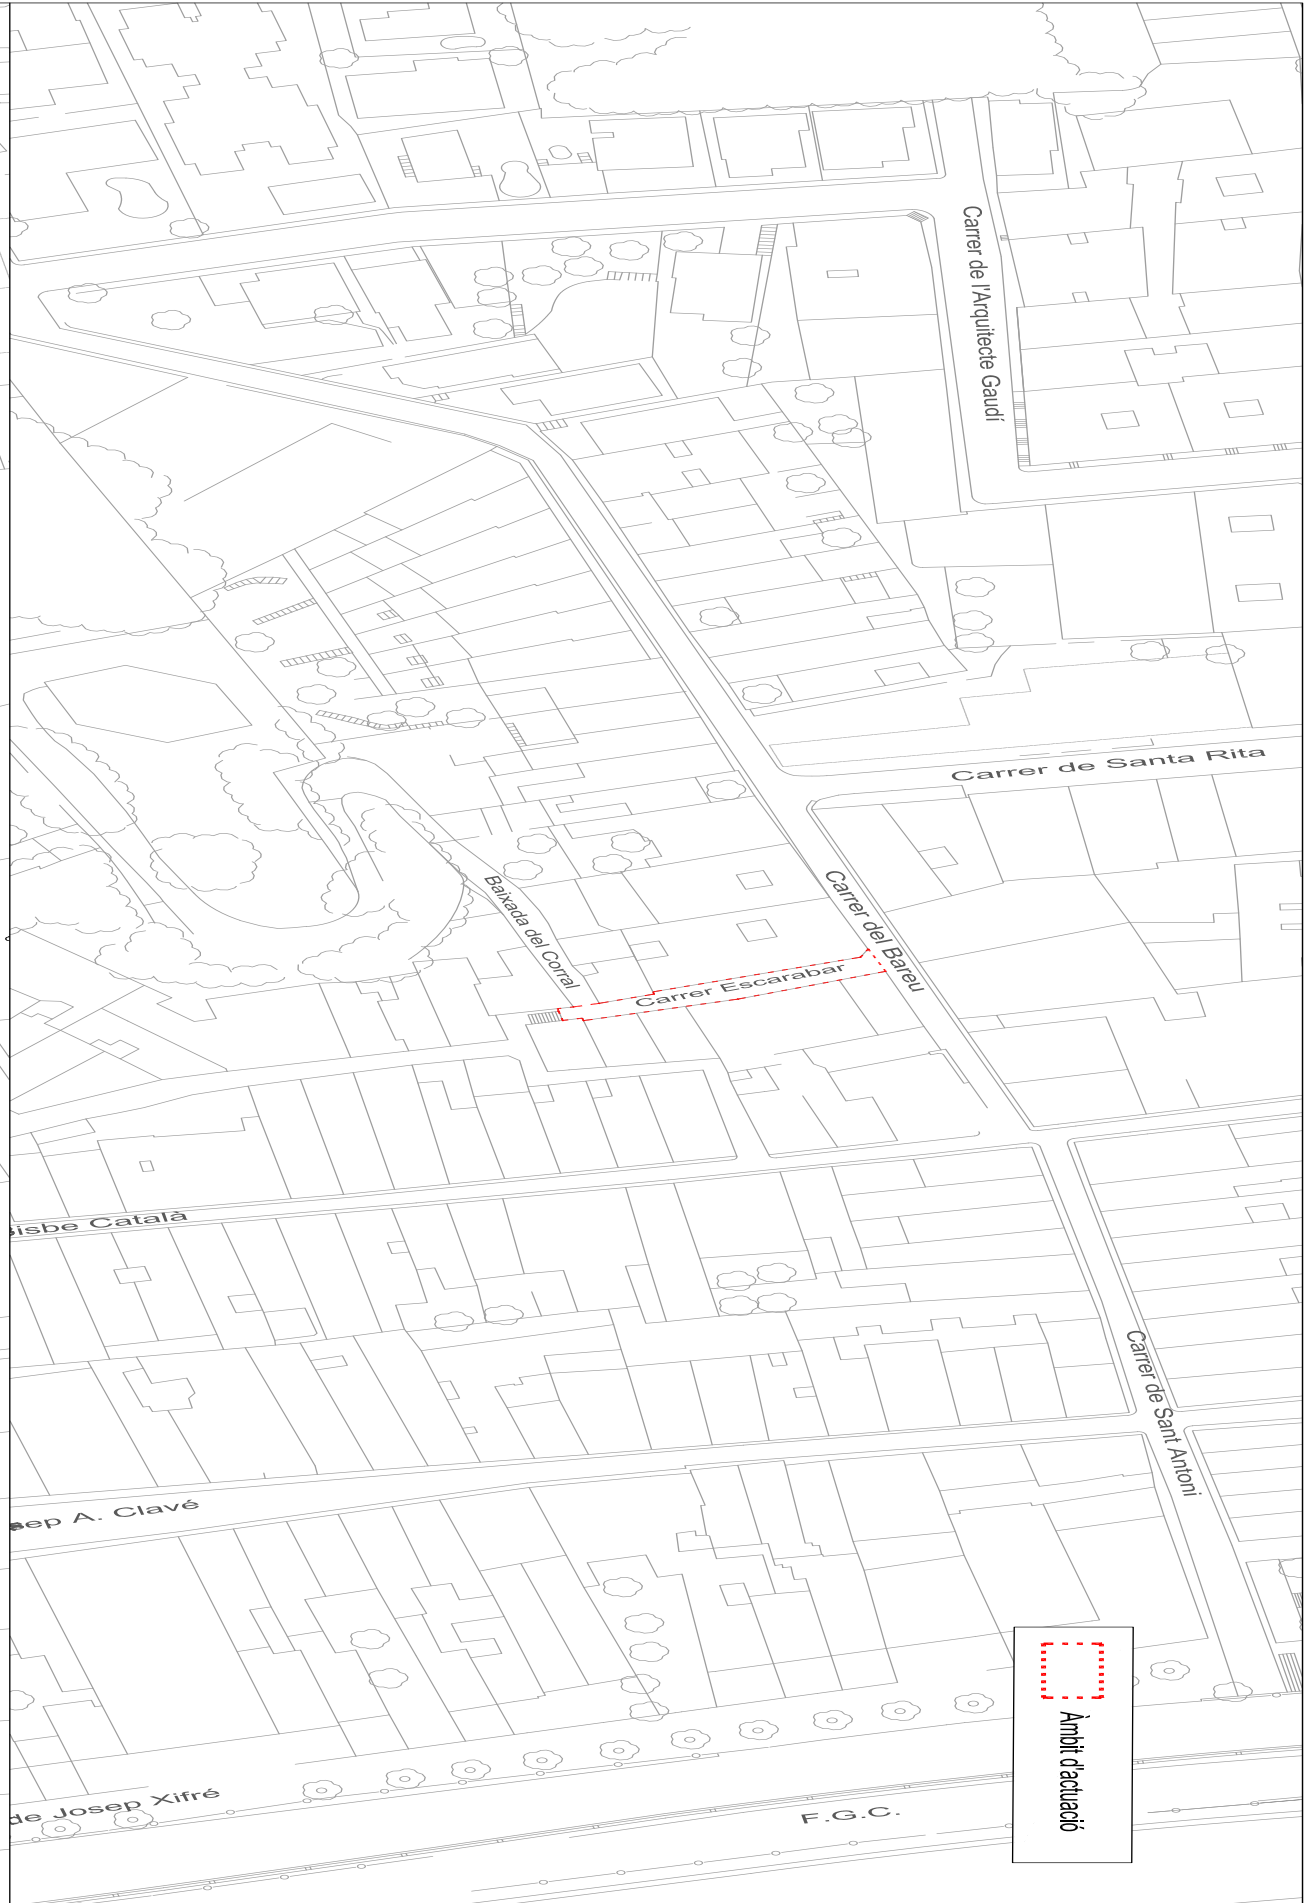 Carrer de l'Arquitecte Gaudí
Carrer de Santa Rita
Carrer del Bareu
Baixada del Corral
Carrer Escarabar
Bisbe Català
Carrer de Sant Antoni
sep A. Clavé
Àmbit d'actuació
de Josep Xifré
F.G.C.